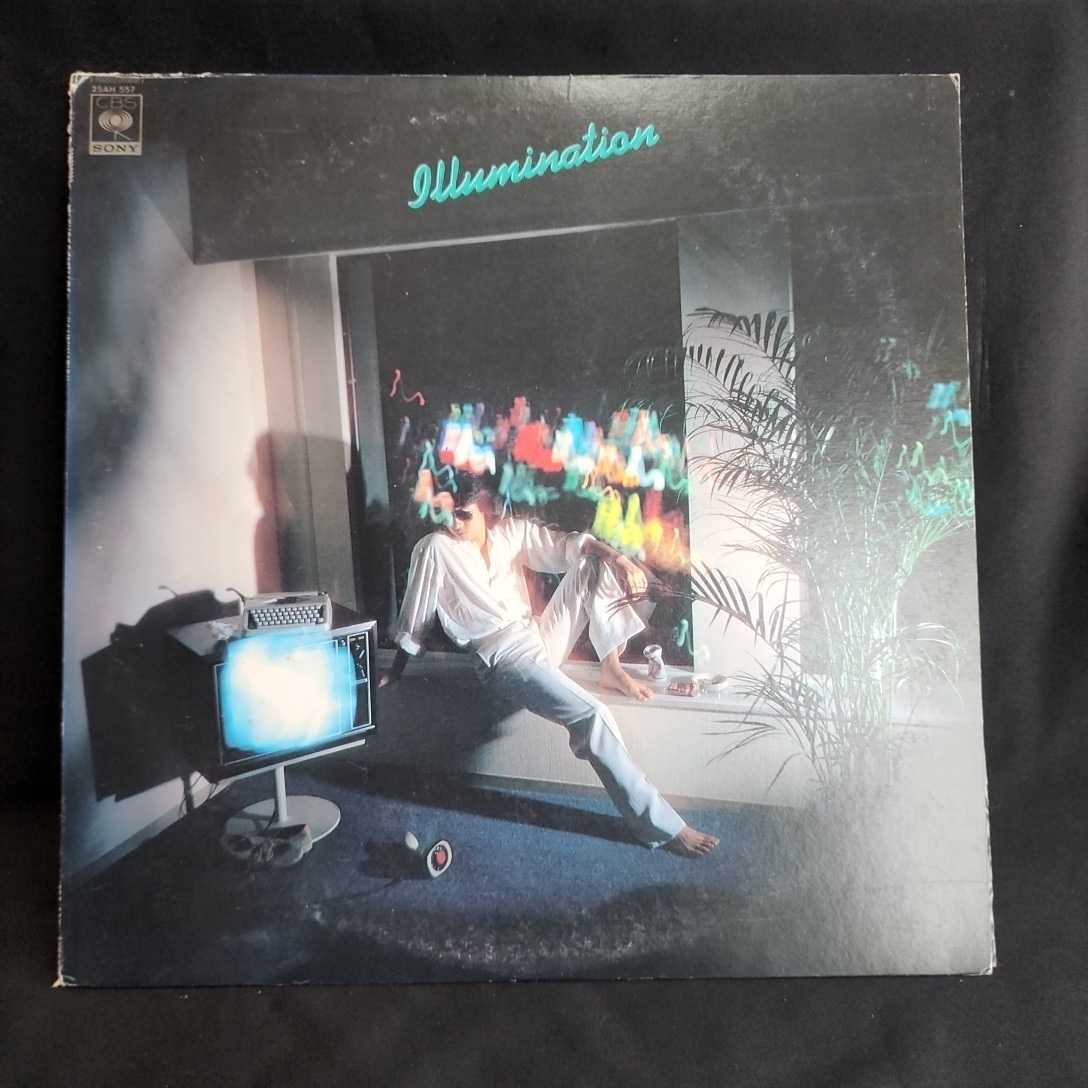 25AH 557
CBS
SONY
Illumination